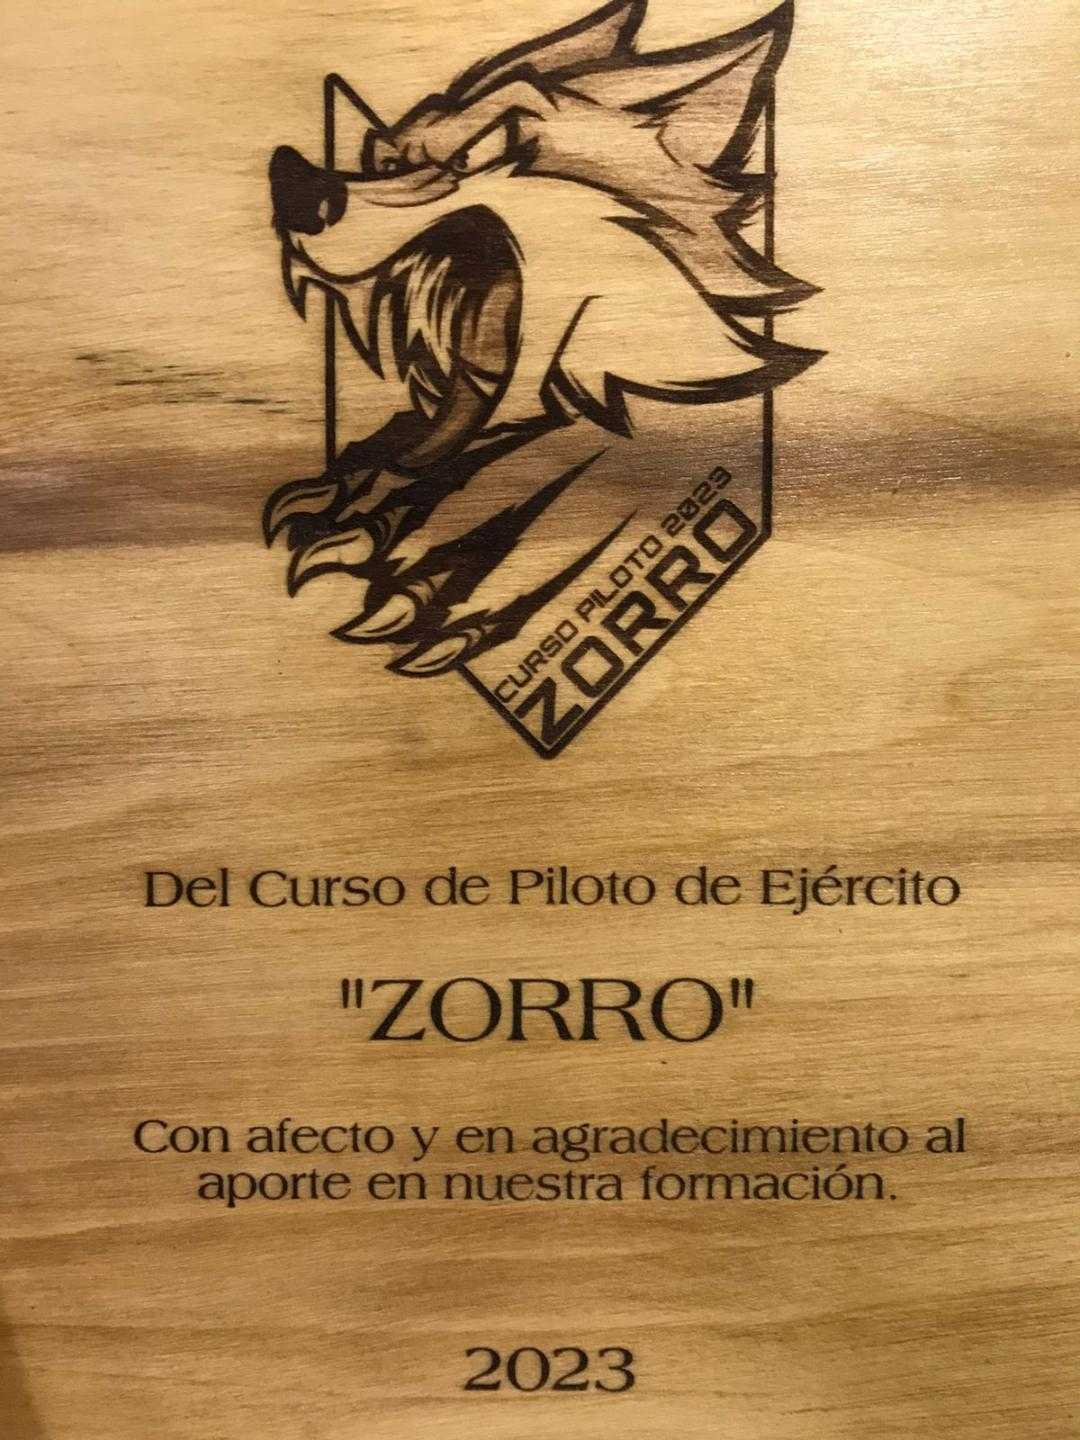 CURSO PILOTO 2023
ZORRO
Del Curso de Piloto de Ejército
"ZORRO"
Con afecto y en agradecimiento al
aporte en nuestra formación.
2023